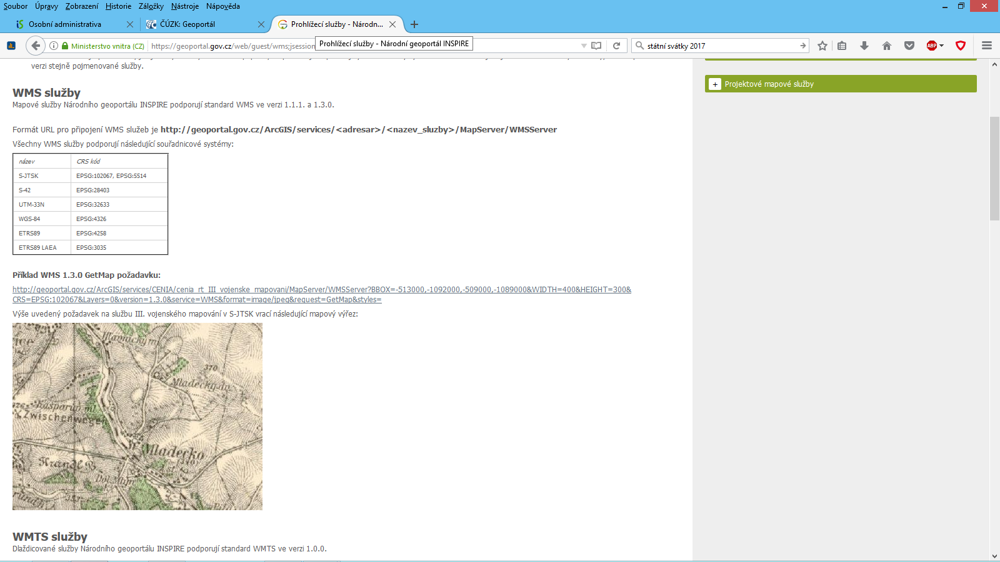 Soubor Úpravy Zobrazení Historie Záložky Nástroje Nápověda
Osobní administrativa
ČÚZK: Geoportál
Prohlížecí služby - Národn...
Ministerstvo vnitra (CZ)
https://geoportal.gov.cz/web/guest/wms;jsession
Prohlížecí služby - Národní geoportál INSPIRE
státní svátky 2017
ABP
verzi stejně pojmenované služby.
Projektové mapové služby
WMS služby
Mapové služby Národního geoportálu INSPIRE podporují standard WMS ve verzi 1.1.1. a 1.3.0.
Formát URL pro připojení WMS služeb je http://geoportal.gov.cz/ArcGIS/services/<adresar>/<nazev_sluzby>/MapServer/WMSServer
Všechny WMS služby podporují následující souřadnicové systémy:
název CRS kód
S-JTSK EPSG:102067, EPSG:5514
S-42 EPSG:28403
UTM-33N EPSG:32633
WGS-84 EPSG:4326
ETRS89 EPSG:4258
ETRS89 LAEA EPSG:3035
Příklad WMS 1.3.0 GetMap požadavku:
http://geoportal.gov.cz/ArcGIS/services/CENIA/cenia_rt_III_vojenske_mapovani/MapServer/WMSServer?BBOX=-513000,-1092000,-509000,-1089000&WIDTH=400&HEIGHT=300&
CRS=EPSG:102067&Layers=0&version=1.3.0&service=WMS&format=image/jpeg&request=GetMap&styles=
Výše uvedený požadavek na službu III. vojenského mapování v S-JTSK vrací následující mapový výřez:
370
Zwischenwegen
Mladecko
WMTS služby
Dlaždicované služby Národního geoportálu INSPIRE podporují standard WMTS ve verzi 1.0.0.